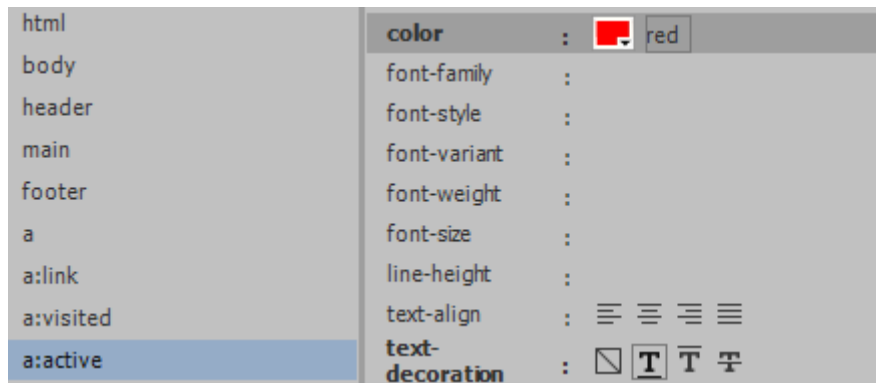 html
body
header
main
footer
a
a:link
a:visited
a:active
color : red
font-family :
font-style :
font-variant :
font-weight :
font-size :
line-height :
text-align :
text-
decoration : T T T